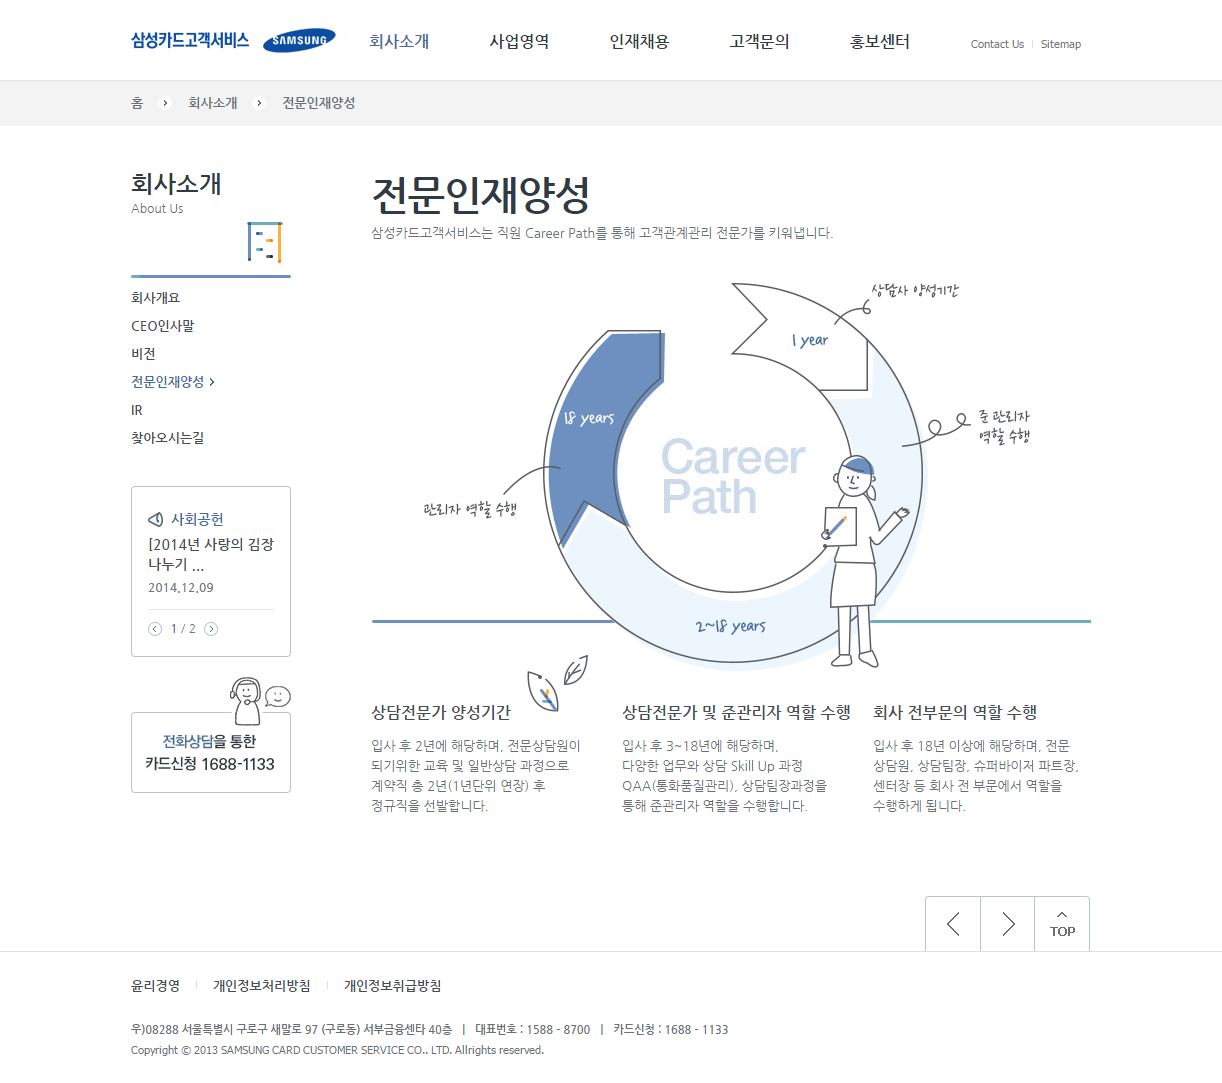 삼성카드고객서비스 SAMSUNG 회사소개 사업영역 인재채용 고객문의 홍보센터 Contact Us Sitemap
홈 회사소개 전문인재양성
회사소개
About Us
회사개요
CEO인사말
비전
전문인재양성
IR
찾아오시는길
사회공헌
[2014년 사랑의 김장
나누기 ...
2014.12.09
1 / 2
전화상담을 통한
카드신청 1688-1133
전문인재양성
삼성카드고객서비스는 직원 Career Path를 통해 고객관계관리 전문가를 키워냅니다.
상담사 양성기간
1 year
준 관리자
역할 수행
18 years
Career
Path
관리자 역할 수행
2~18 years
상담전문가 양성기간
입사 후 2년에 해당하며, 전문상담원이
되기위한 교육 및 일반상담 과정으로
계약직 총 2년(1년단위 연장) 후
정규직을 선발합니다.
상담전문가 및 준관리자 역할 수행
입사 후 3~18년에 해당하며,
다양한 업무와 상담 Skill Up 과정
QAA(통화품질관리), 상담팀장과정을
통해 준관리자 역할을 수행합니다.
회사 전부문의 역할 수행
입사 후 18년 이상에 해당하며, 전문
상담원, 상담팀장, 슈퍼바이저 파트장,
센터장 등 회사 전 부문에서 역할을
수행하게 됩니다.
TOP
윤리경영 개인정보처리방침 개인정보취급방침
우)08288 서울특별시 구로구 새말로 97 (구로동) 서부금융센타 40층 | 대표번호 : 1588 - 8700 | 카드신청 : 1688 - 1133
Copyright © 2013 SAMSUNG CARD CUSTOMER SERVICE CO.. LTD. Allrights reserved.